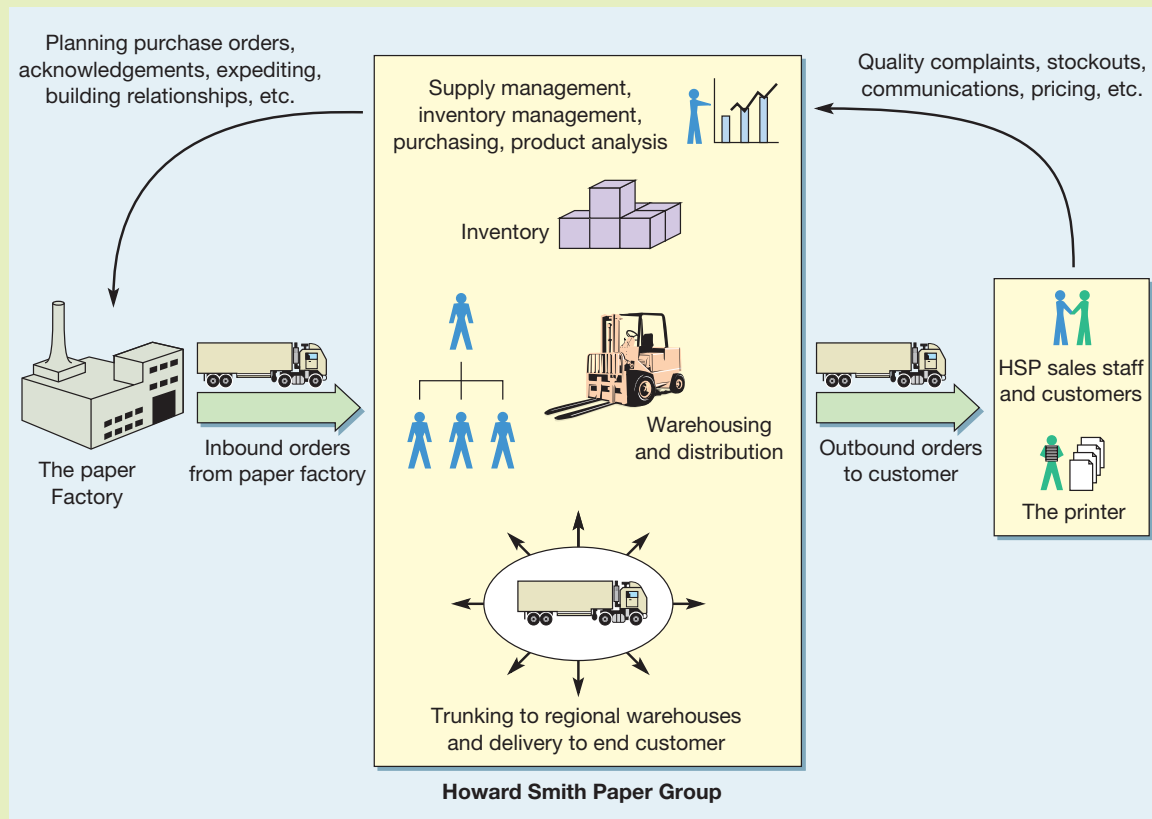 Planning purchase orders,
acknowledgements, expediting,
building relationships, etc.
Supply management,
inventory management,
purchasing, product analysis
Quality complaints, stockouts,
communications, pricing, etc.
Inventory
The paper
Factory
Inbound orders
from paper factory
Warehousing
and distribution
Outbound orders
to customer
HSP sales staff
and customers
The printer
Trunking to regional warehouses
and delivery to end customer
Howard Smith Paper Group